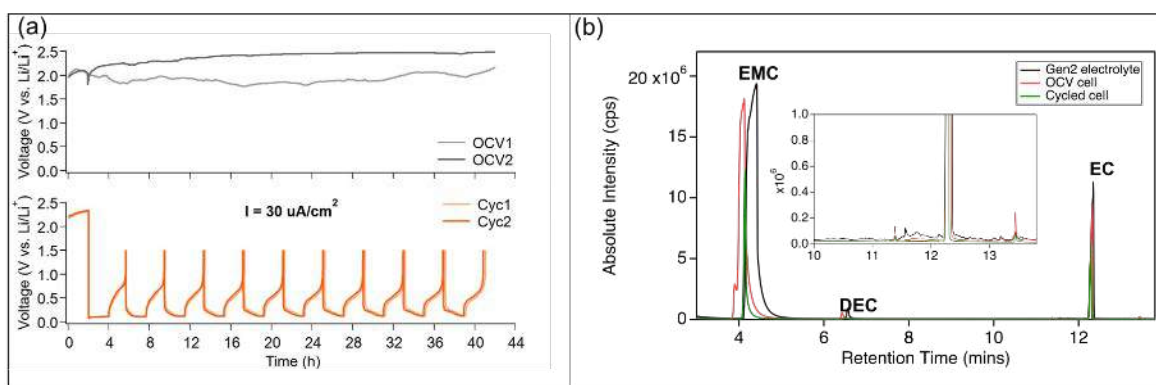 (a)
2.5
2.0
1.5
1.0
0.5
0.0
Voltage (V vs. Li/Li+)
OCV1
OCV2
2.5
2.0
1.5
1.0
0.5
0.0
Voltage (V vs. Li/Li+)
I = 30 uA/cm2
Cyc1
Cyc2
0 4 8 12 16 20 24 28 32 36 40 44
Time (h)
(b)
20 x10^6
15
10
5
0
Absolute Intensity (cps)
EMC
DEC
EC
Gen2 electrolyte
OCV cell
Cycled cell
1.0
0.8
0.6
0.4
0.2
0.0
x10^6
10 11 12 13
4 6 8 10 12
Retention Time (mins)